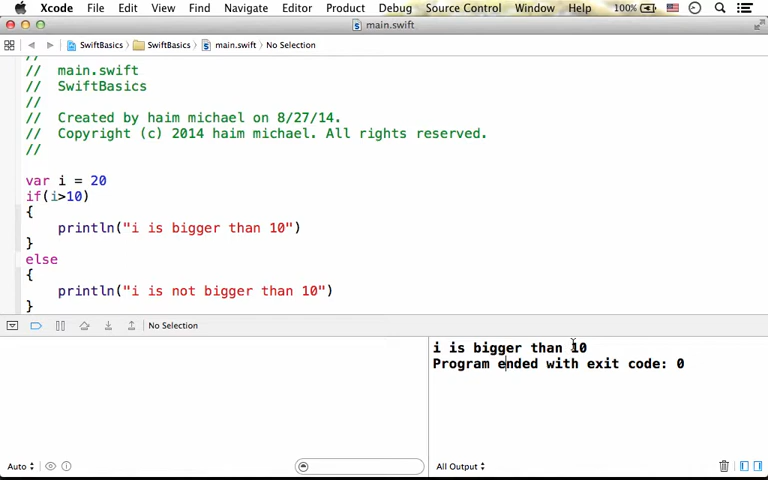 Xcode File Edit View Find Navigate Editor Product Debug Source Control Window Help 100%
main.swift
SwiftBasics SwiftBasics main.swift No Selection
//
// main.swift
// SwiftBasics
//
// Created by haim michael on 8/27/14.
// Copyright (c) 2014 haim michael. All rights reserved.
//
var i = 20
if(i>10)
{
println("i is bigger than 10")
}
else
{
println("i is not bigger than 10")
}
No Selection
i is bigger than 10
Program ended with exit code: 0
Auto
All Output